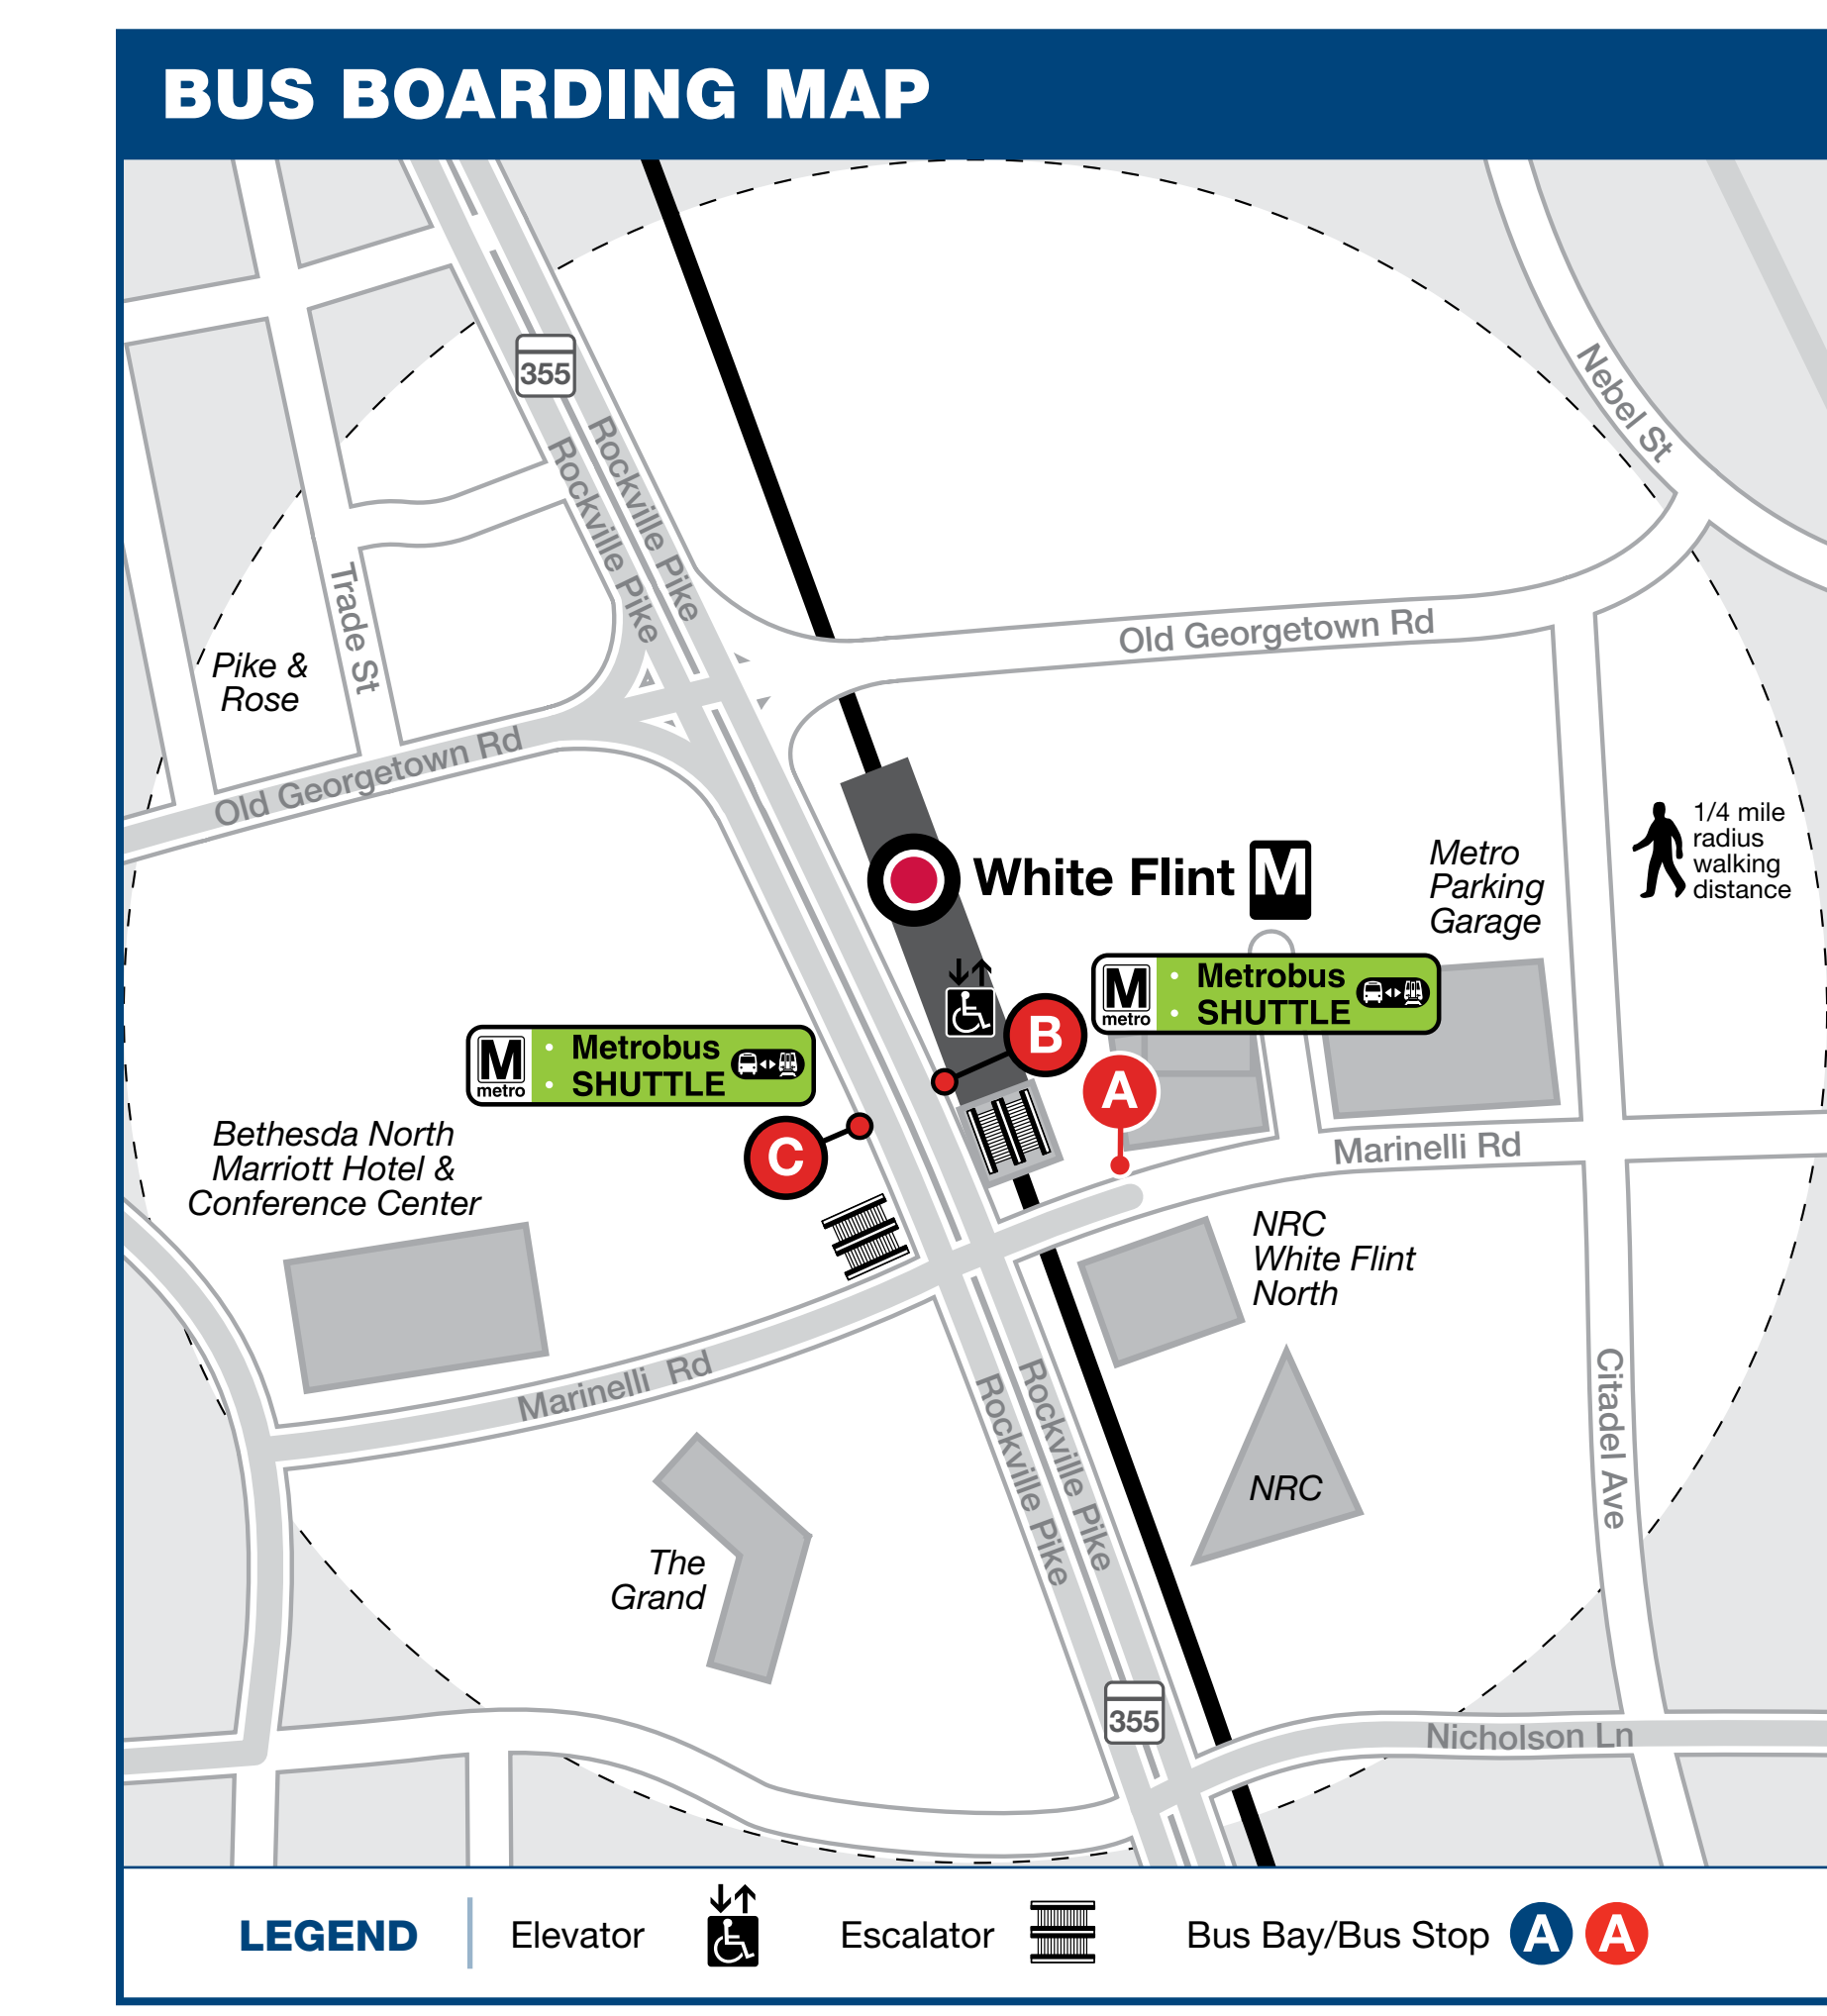 BUS BOARDING MAP
355
Rockville Pike
Rockville Pike
Nebel St
Trade St
Pike &
Rose
Old Georgetown Rd
Old Georgetown Rd
White Flint M
Metro
Parking
Garage
1/4 mile
radius
walking
distance
M
metro
• Metrobus
• SHUTTLE
M
metro
• Metrobus
• SHUTTLE
B
A
C
Bethesda North
Marriott Hotel &
Conference Center
Marinelli Rd
NRC
White Flint
North
Marinelli Rd
Rockville Pike
Rockville Pike
Citadel Ave
NRC
The
Grand
355
Nicholson Ln
LEGEND
Elevator
Escalator
Bus Bay/Bus Stop A A